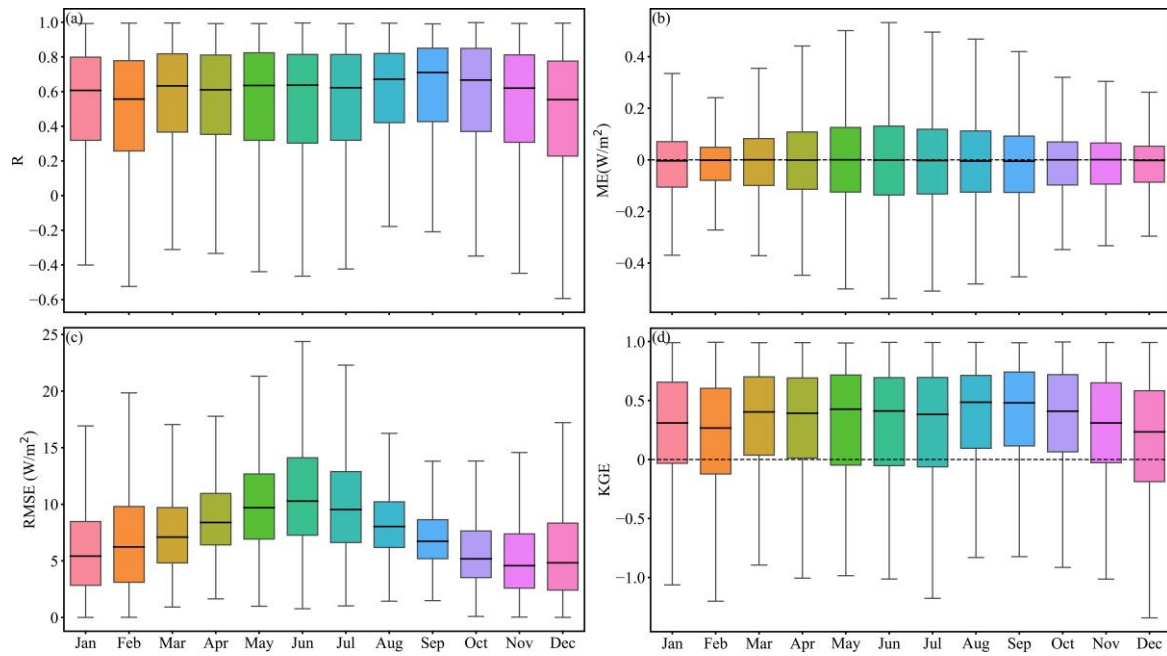 (a)
R
1.0
0.8
0.6
0.4
0.2
0
−0.2
−0.4
−0.6
(b)
ME(W/m²)
0.4
0.2
0
−0.2
−0.4
(c)
RMSE (W/m²)
25
20
15
10
5
0
Jan Feb Mar Apr May Jun Jul Aug Sep Oct Nov Dec
(d)
KGE
1.0
0.5
0
−0.5
−1.0
Jan Feb Mar Apr May Jun Jul Aug Sep Oct Nov Dec